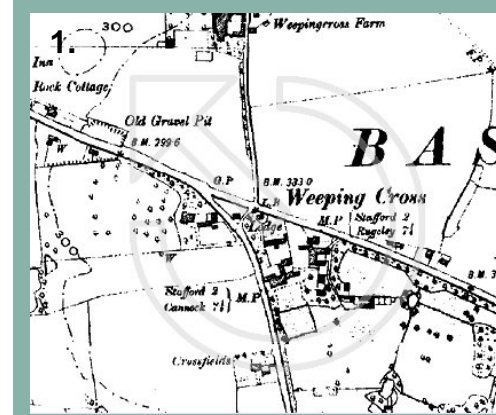 1.
300
Weepingcross Farm
Inn
Rock Cottage
Old Gravel Pit
B.M. 299·6
W
B A S
G.P
B.M. 333·0
L.B
Weeping Cross
Lodge
M.P { Stafford 2
Rugeley 7½
300
W
B.M. 3
Stafford 2
Cannock 7½ } M.P
Crossfields